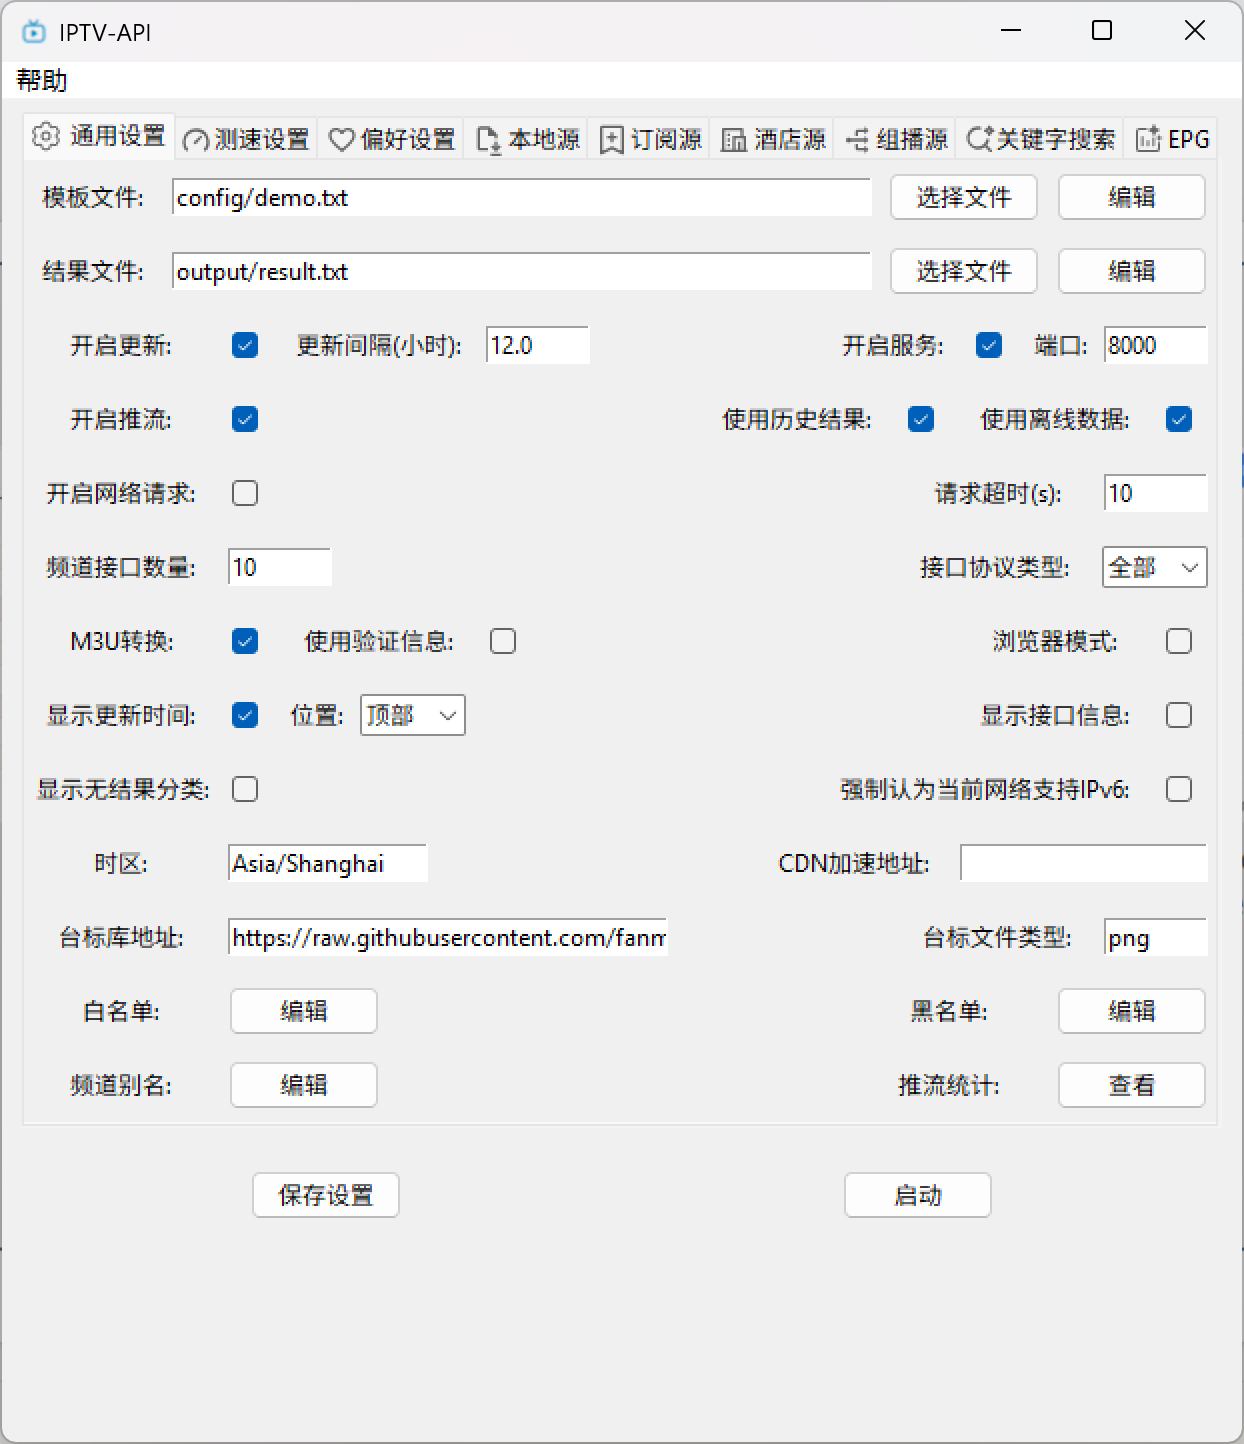 IPTV-API
帮助
通用设置 测速设置 偏好设置 本地源 订阅源 酒店源 组播源 关键字搜索 EPG
模板文件: config/demo.txt 选择文件 编辑
结果文件: output/result.txt 选择文件 编辑
开启更新: 更新间隔(小时): 12.0 开启服务: 端口: 8000
开启推流: 使用历史结果: 使用离线数据:
开启网络请求: 请求超时(s): 10
频道接口数量: 10 接口协议类型: 全部
M3U转换: 使用验证信息: 浏览器模式:
显示更新时间: 位置: 顶部 显示接口信息:
显示无结果分类: 强制认为当前网络支持IPv6:
时区: Asia/Shanghai CDN加速地址:
台标库地址: https://raw.githubusercontent.com/fanm 台标文件类型: png
白名单: 编辑 黑名单: 编辑
频道别名: 编辑 推流统计: 查看
保存设置 启动